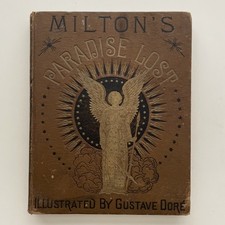 MILTON'S
PARADISE LOST
ILLUSTRATED BY GUSTAVE DORÉ